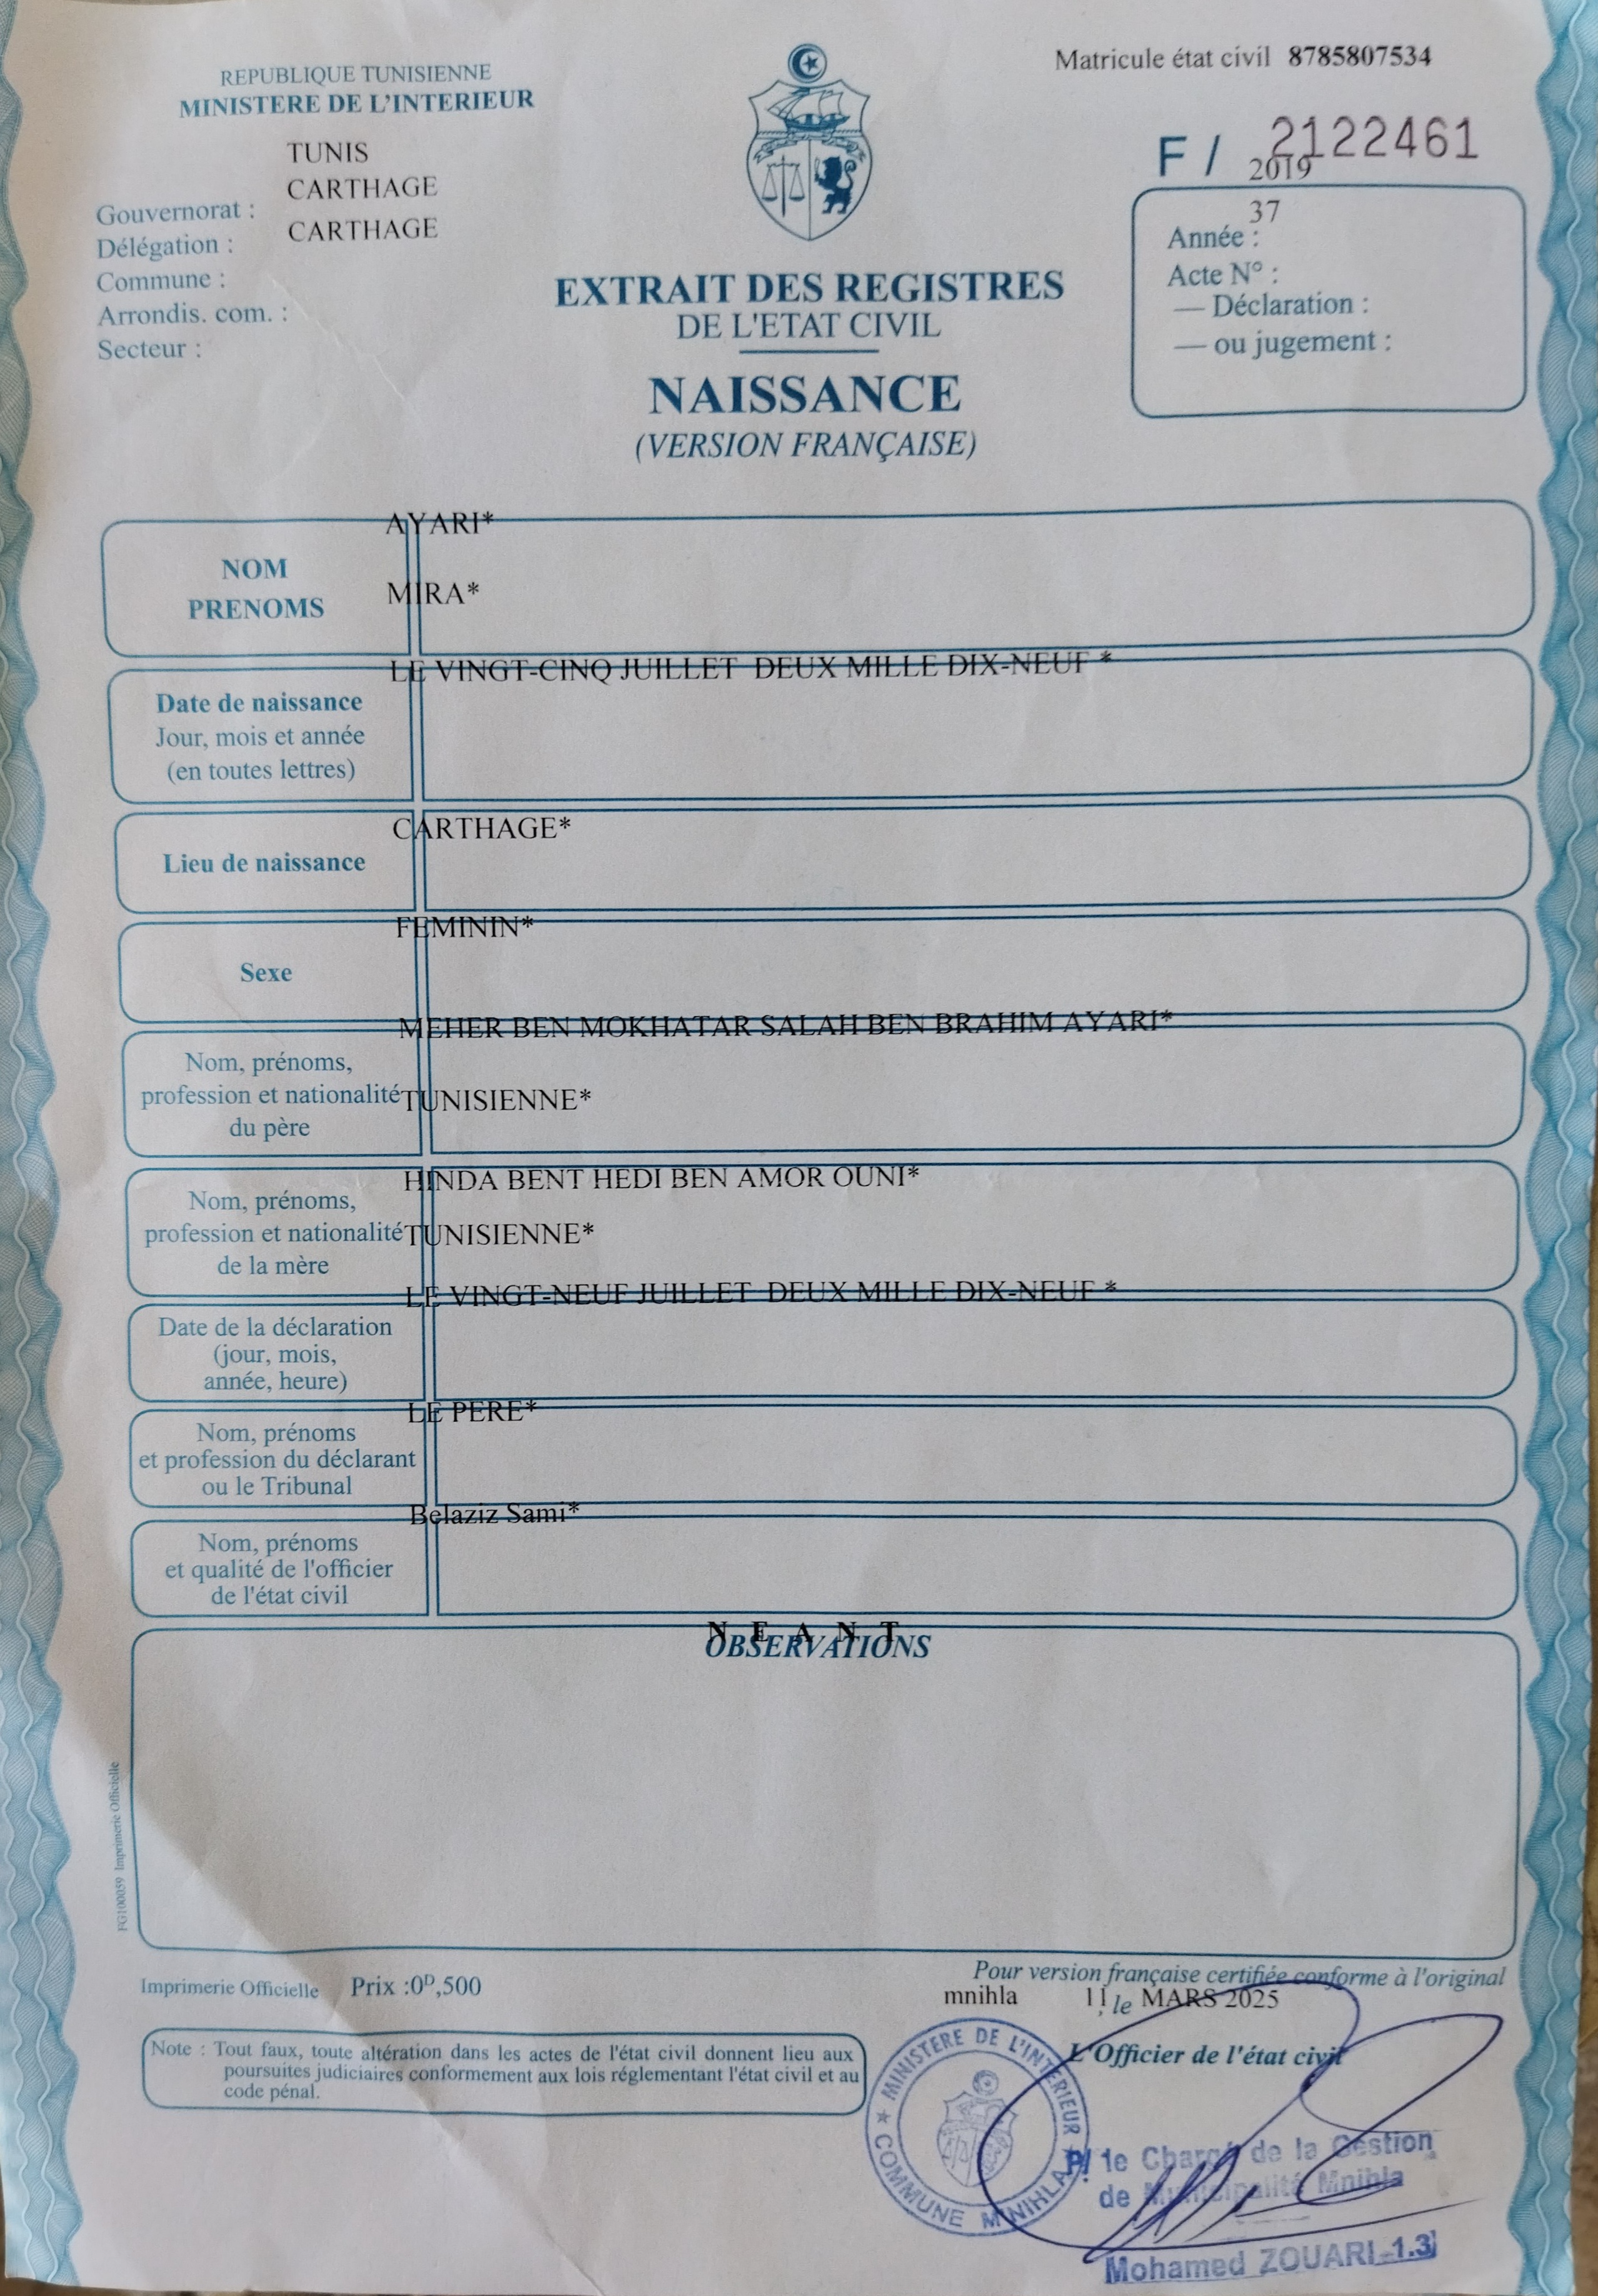 REPUBLIQUE TUNISIENNE
MINISTERE DE L'INTERIEUR
TUNIS
CARTHAGE
CARTHAGE
Gouvernorat :
Délégation :
Commune :
Arrondis. com. :
Secteur :
Matricule état civil 8785807534
F / 2122461
2019
37
Année :
Acte N° :
— Déclaration :
— ou jugement :
EXTRAIT DES REGISTRES
DE L'ETAT CIVIL
NAISSANCE
(VERSION FRANÇAISE)
AYARI*
NOM
MIRA*
PRENOMS
LE VINGT-CINQ JUILLET DEUX MILLE DIX-NEUF *
Date de naissance
Jour, mois et année
(en toutes lettres)
CARTHAGE*
Lieu de naissance
FEMININ*
Sexe
MEHER BEN MOKHATAR SALAH BEN BRAHIM AYARI*
Nom, prénoms,
profession et nationalité TUNISIENNE*
du père
HINDA BENT HEDI BEN AMOR OUNI*
Nom, prénoms,
profession et nationalité TUNISIENNE*
de la mère
LE VINGT-NEUF JUILLET DEUX MILLE DIX-NEUF *
Date de la déclaration
(jour, mois,
année, heure)
LE PERE*
Nom, prénoms
et profession du déclarant
ou le Tribunal
Belaziz Sami*
Nom, prénoms
et qualité de l'officier
de l'état civil
N E A N T
OBSERVATIONS
FG100059 Imprimerie Officielle
Imprimerie Officielle Prix :0ᴰ,500
Pour version française certifiée conforme à l'original
mnihla 11, le MARS 2025
L'Officier de l'état civil
Note : Tout faux, toute altération dans les actes de l'état civil donnent lieu aux
poursuites judiciaires conformement aux lois réglementant l'état civil et au
code pénal.
★ MINISTERE DE L'INTERIEUR ★
COMMUNE MNIHLA
P/ le Chargé de la Gestion
de Municipalité Mnihla
Mohamed ZOUARI 1.3